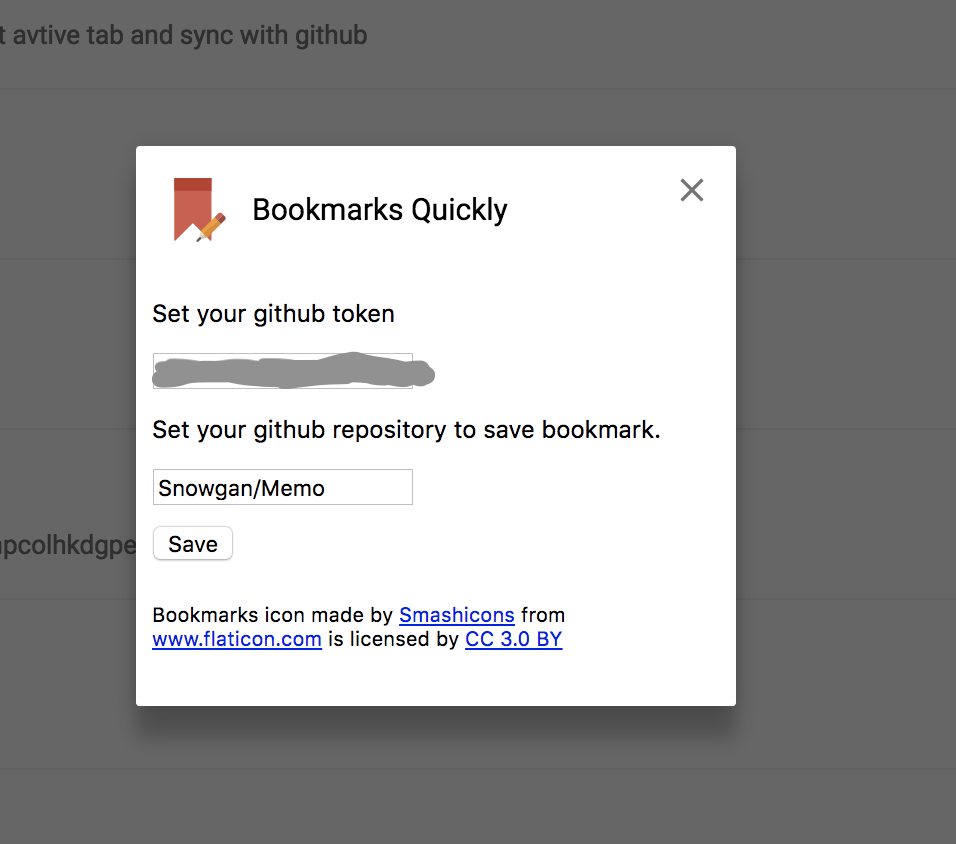 t avtive tab and sync with github
Bookmarks Quickly
Set your github token
Set your github repository to save bookmark.
Snowgan/Memo
Save
pcolhkdgpe
Bookmarks icon made by Smashicons from
www.flaticon.com is licensed by CC 3.0 BY